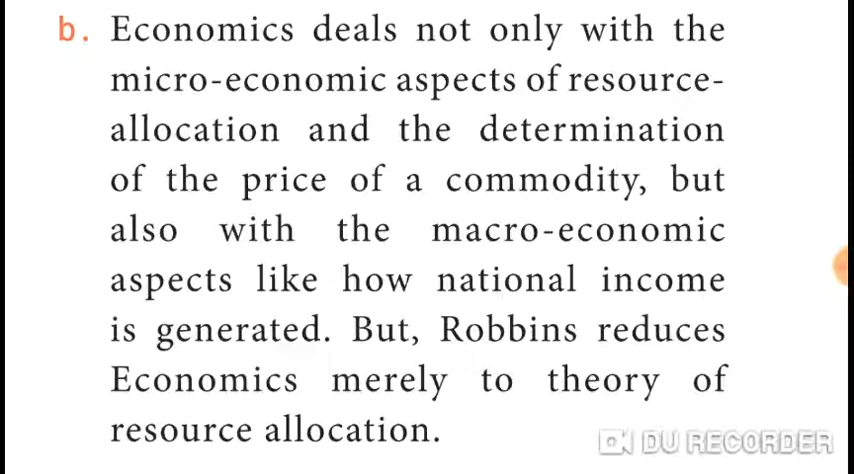 b. Economics deals not only with the
micro-economic aspects of resource-
allocation and the determination
of the price of a commodity, but
also with the macro-economic
aspects like how national income
is generated. But, Robbins reduces
Economics merely to theory of
resource allocation.
DU RECORDER